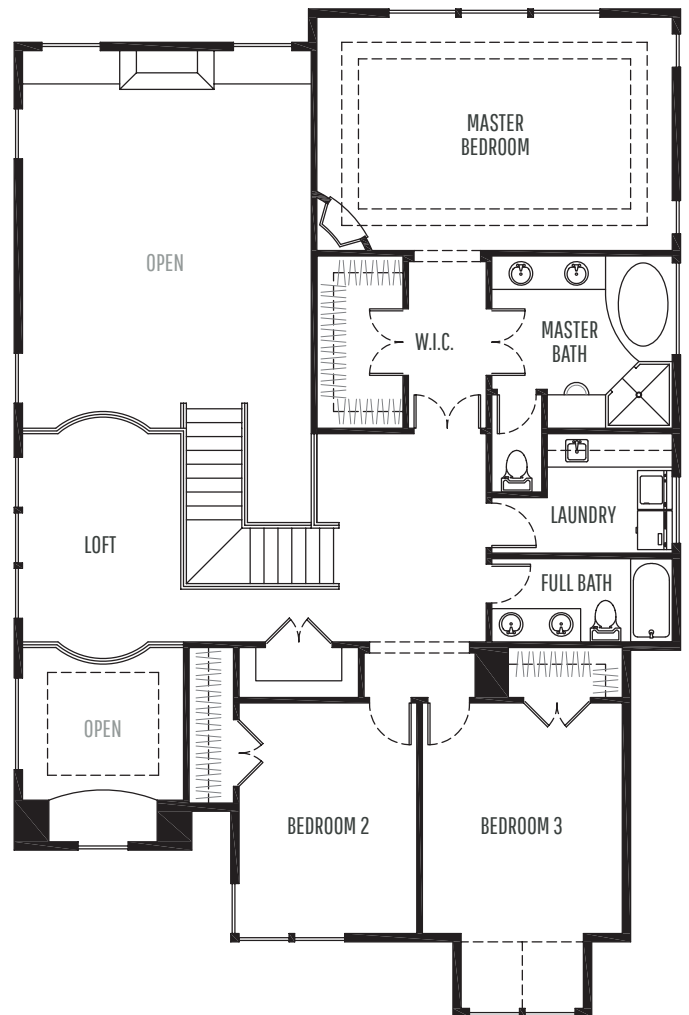 MASTER
BEDROOM
OPEN
W.I.C.
MASTER
BATH
LAUNDRY
LOFT
FULL BATH
OPEN
BEDROOM 2
BEDROOM 3